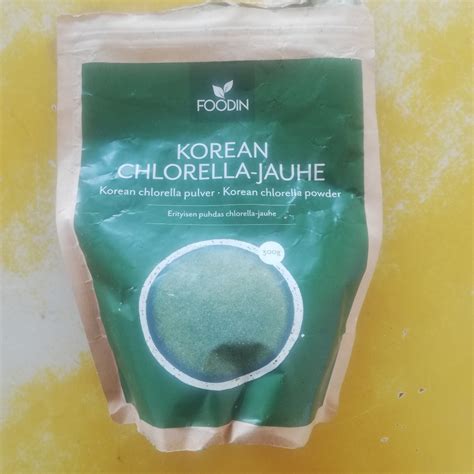 FOODIN
KOREAN
CHLORELLA-JAUHE
Korean chlorella pulver · Korean chlorella powder
Erityisen puhdas chlorella-jauhe
300g